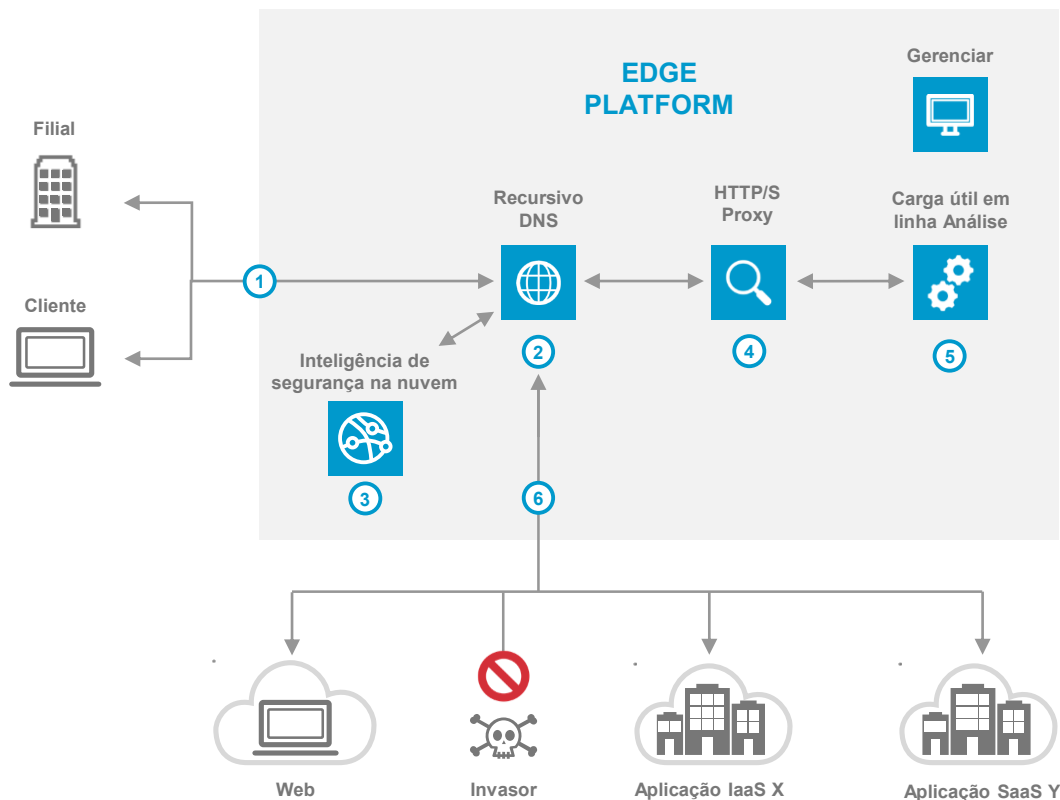 EDGE
PLATFORM
Gerenciar
Filial
Recursivo
DNS
HTTP/S
Proxy
Carga útil em
linha Análise
1
Cliente
2
4
5
Inteligência de
segurança na nuvem
3
6
Web
Invasor
Aplicação IaaS X
Aplicação SaaS Y